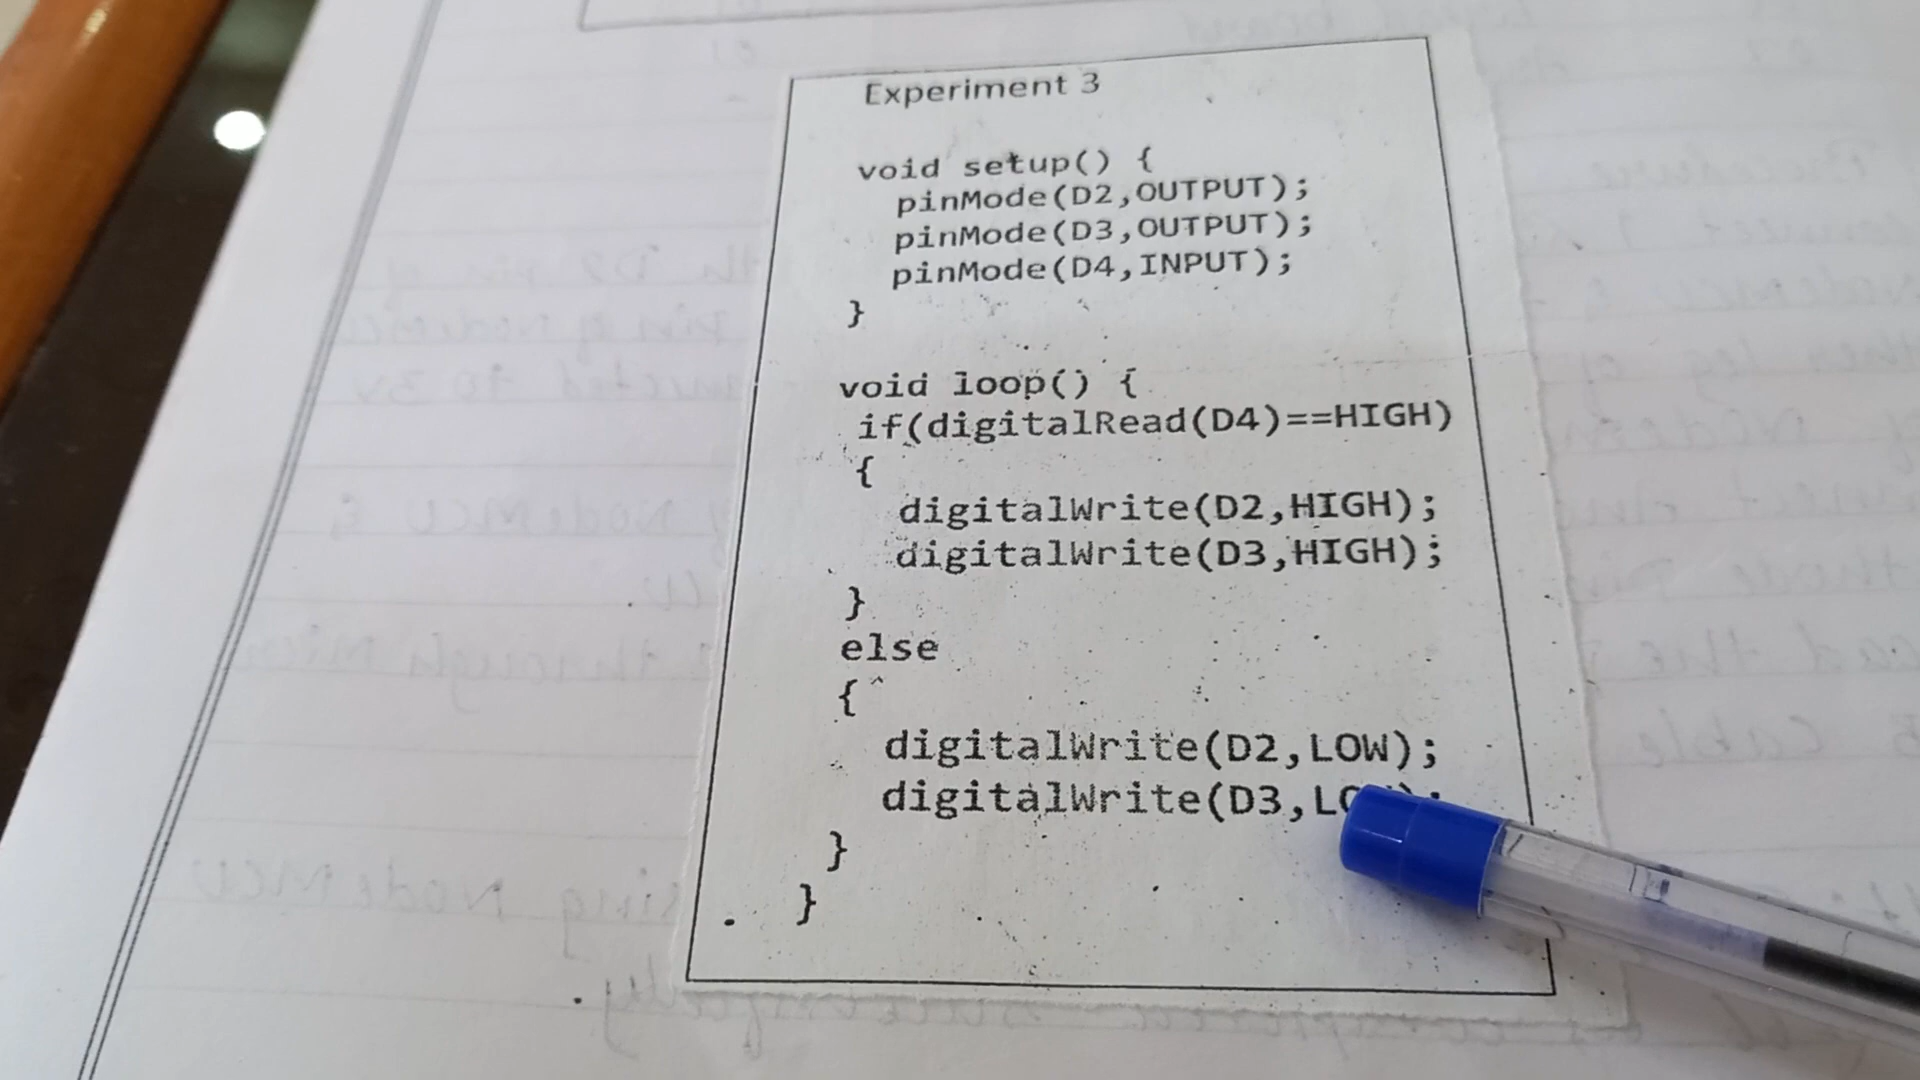 Experiment 3
void setup() {
pinMode(D2,OUTPUT);
pinMode(D3,OUTPUT);
pinMode(D4,INPUT);
}
void loop() {
if(digitalRead(D4)==HIGH)
{
digitalWrite(D2,HIGH);
digitalWrite(D3,HIGH);
}
else
{
digitalWrite(D2,LOW);
digitalWrite(D3,
}
}